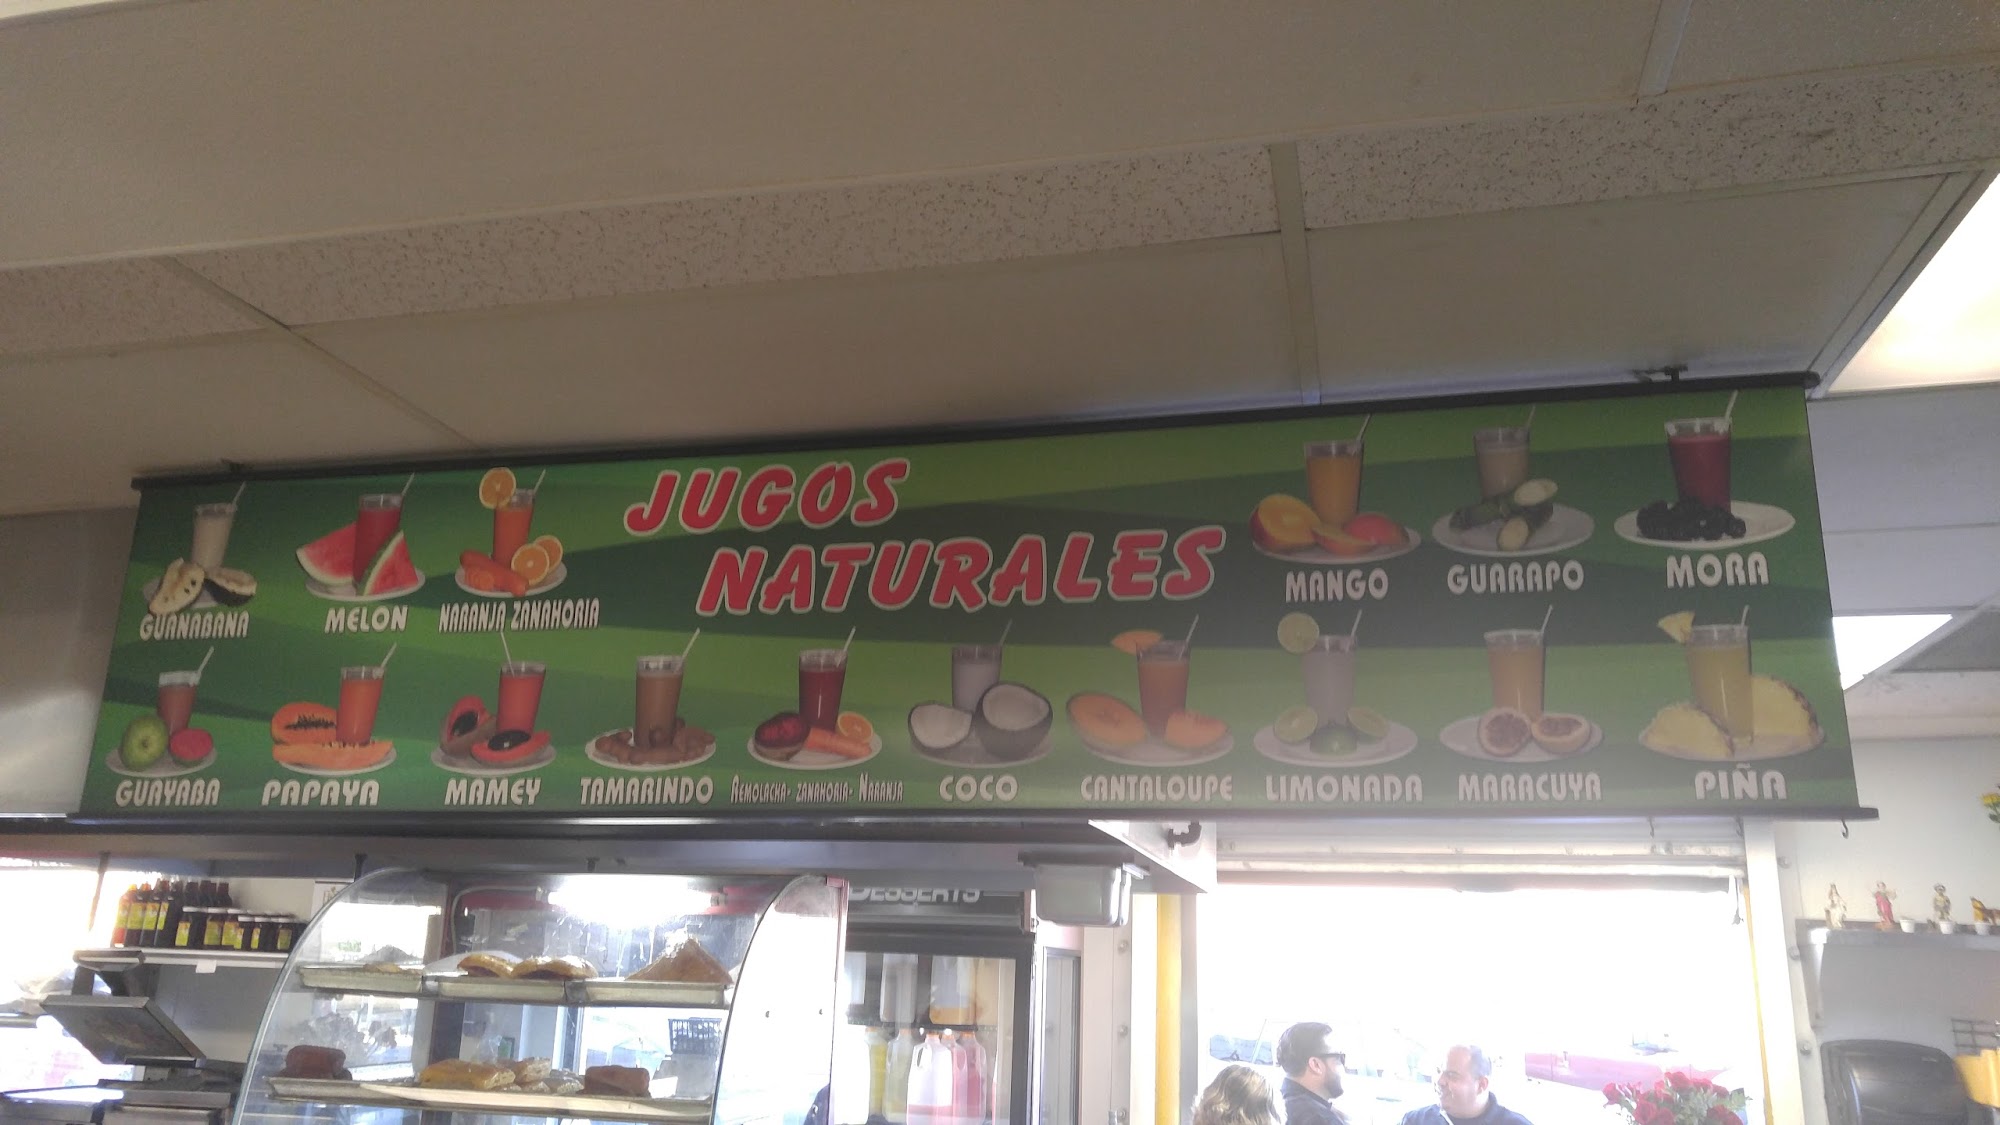 JUGOS
NATURALES
GUANABANA
MELON
NARANJA ZANAHORIA
MANGO
GUARAPO
MORA
GUAYABA
PAPAYA
MAMEY
TAMARINDO
REMOLACHA- ZANAHORIA- NARANJA
COCO
CANTALOUPE
LIMONADA
MARACUYA
PIÑA
DESSERTS